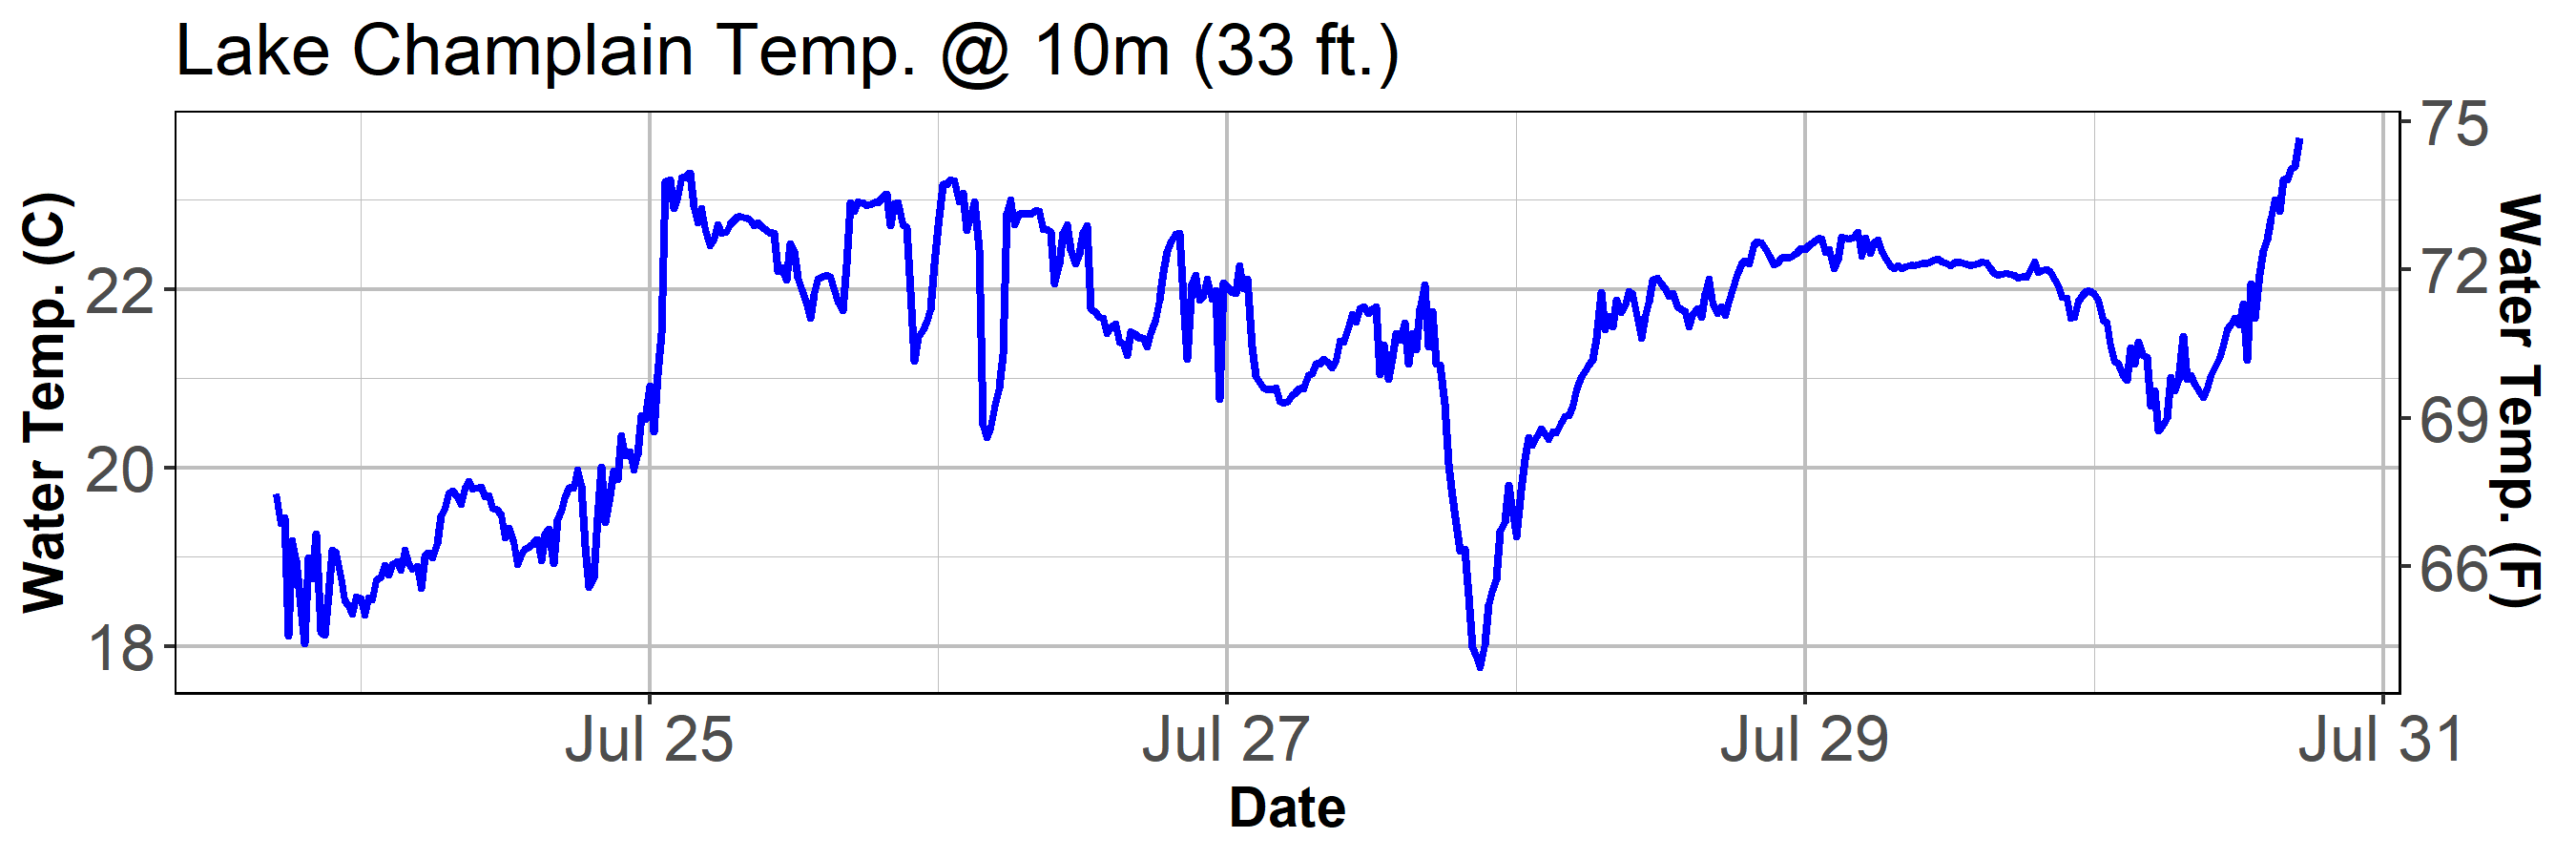 Lake Champlain Temp. @ 10m (33 ft.)
Water Temp. (C)
22
20
18
75
72
69
66
Water Temp. (F)
Jul 25
Jul 27
Jul 29
Jul 31
Date